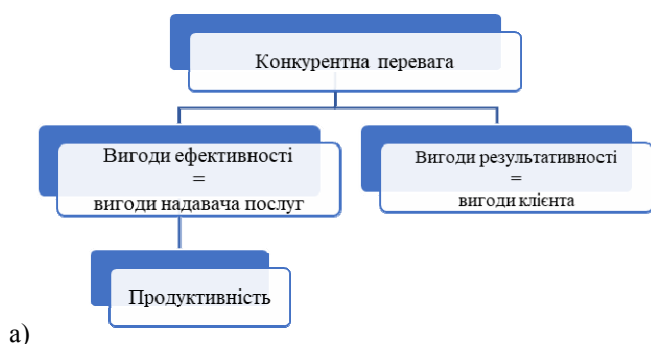 Конкурентна перевага
Вигоди ефективності
=
вигоди надавача послуг
Вигоди результативності
=
вигоди клієнта
Продуктивність
а)